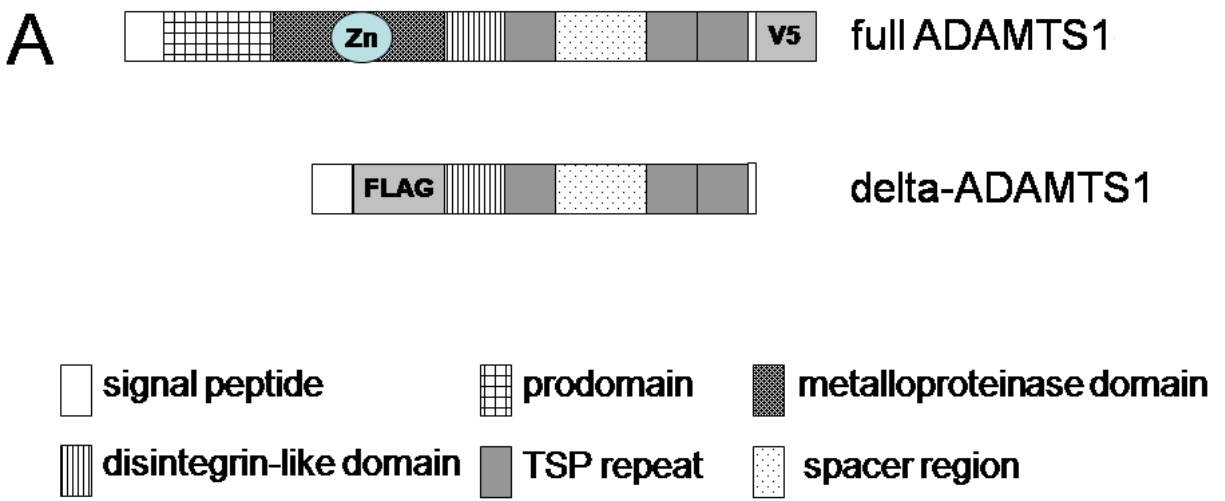 A
Zn V5 full ADAMTS1
FLAG delta-ADAMTS1
signal peptide prodomain metalloproteinase domain
disintegrin-like domain TSP repeat spacer region